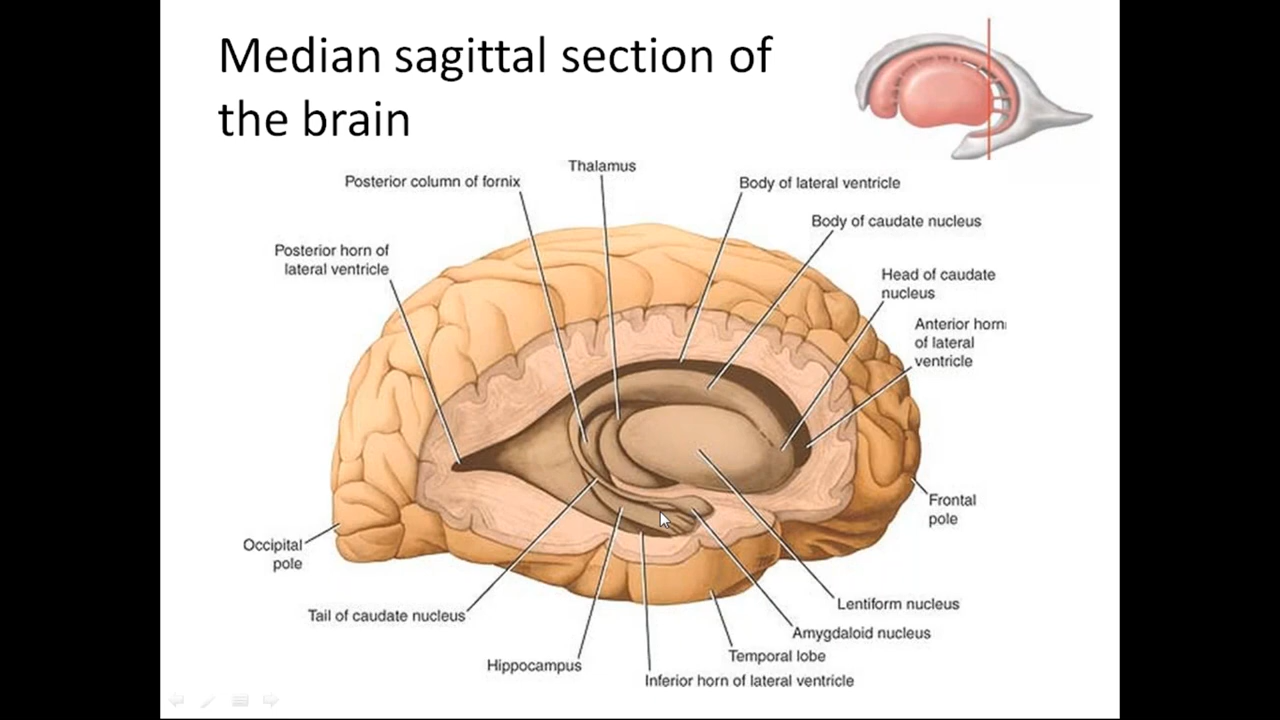 Median sagittal section of
the brain
Thalamus
Posterior column of fornix
Body of lateral ventricle
Body of caudate nucleus
Posterior horn of
lateral ventricle
Head of caudate
nucleus
Anterior horn
of lateral
ventricle
Frontal
pole
Occipital
pole
Lentiform nucleus
Tail of caudate nucleus
Amygdaloid nucleus
Temporal lobe
Hippocampus
Inferior horn of lateral ventricle